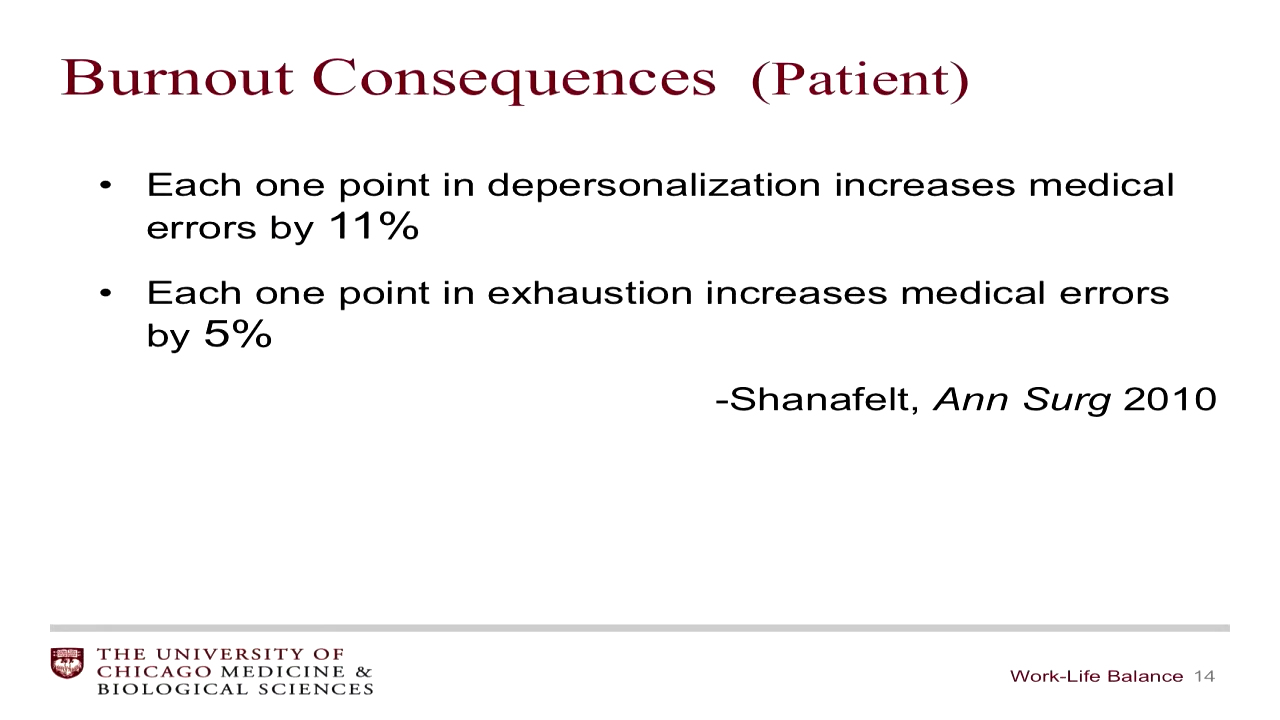 Burnout Consequences (Patient)
• Each one point in depersonalization increases medical
errors by 11%
• Each one point in exhaustion increases medical errors
by 5%
-Shanafelt, Ann Surg 2010
THE UNIVERSITY OF
CHICAGO MEDICINE &
BIOLOGICAL SCIENCES
Work-Life Balance 14